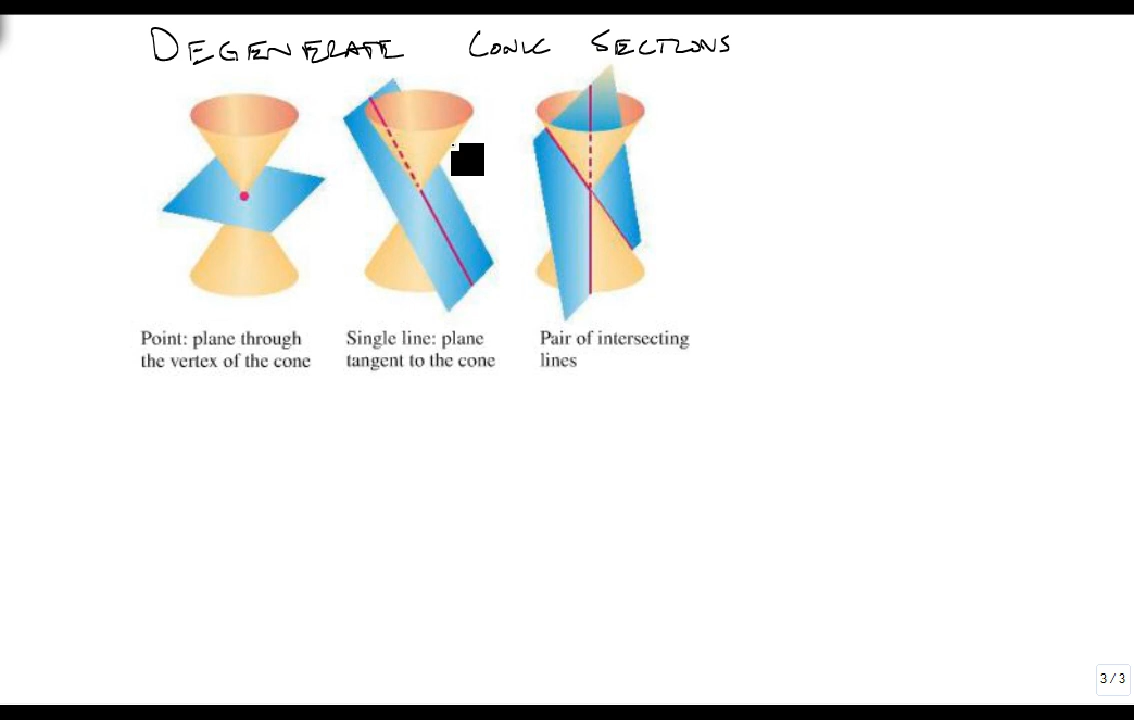 DEGENERATE CONIC SECTIONS
Point: plane through
the vertex of the cone
Single line: plane
tangent to the cone
Pair of intersecting
lines
3/3